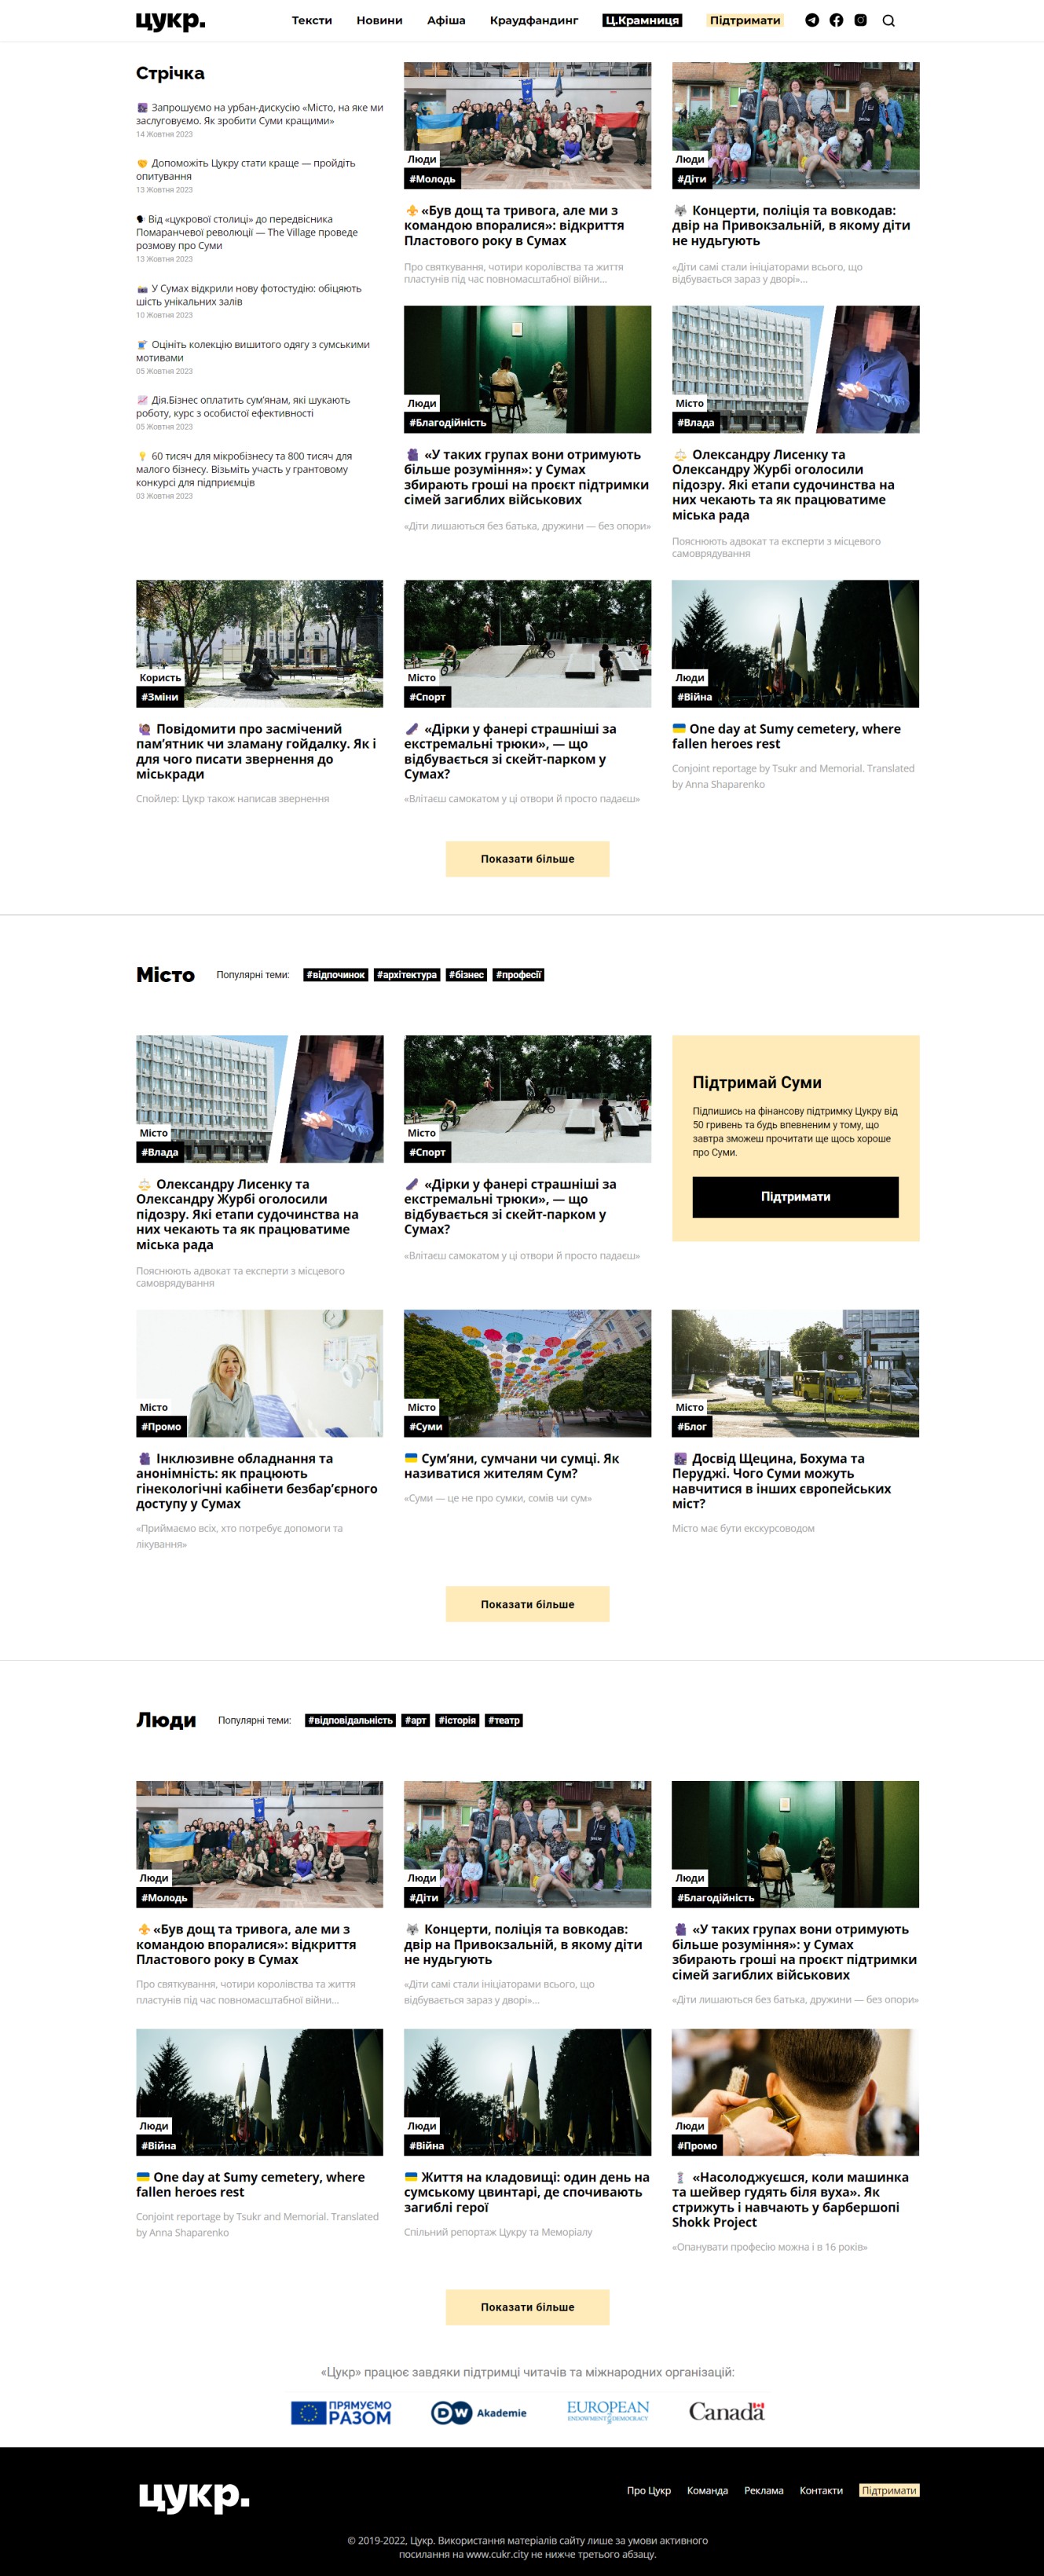 цукр.
Тексти Новини Афіша Краудфандинг Ц.Крамниця Підтримати
Стрічка
Запрошуємо на урбан-дискусію «Місто, на яке ми
заслуговуємо. Як зробити Суми кращими»
14 Жовтня 2023
Допоможіть Цукру стати краще — пройдіть
опитування
13 Жовтня 2023
Від «цукрової столиці» до передвісника
Помаранчевої революції — The Village проведе
розмову про Суми
13 Жовтня 2023
У Сумах відкрили нову фотостудію: обіцяють
шість унікальних залів
10 Жовтня 2023
Оцініть колекцію вишитого одягу з сумськими
мотивами
05 Жовтня 2023
Дія.Бізнес оплатить сум'янам, які шукають
роботу, курс з особистої ефективності
05 Жовтня 2023
60 тисяч для мікробізнесу та 800 тисяч для
малого бізнесу. Візьміть участь у грантовому
конкурсі для підприємців
03 Жовтня 2023
Люди
#Молодь
«Був дощ та тривога, але ми з
командою впоралися»: відкриття
Пластового року в Сумах
Про святкування, чотири королівства та життя
пластунів під час повномасштабної війни...
Люди
#Діти
Концерти, поліція та вовкодав:
двір на Привокзальній, в якому діти
не нудьгують
«Діти самі стали ініціаторами всього, що
відбувається зараз у дворі»...
Люди
#Благодійність
«У таких групах вони отримують
більше розуміння»: у Сумах
збирають гроші на проєкт підтримки
сімей загиблих військових
«Діти лишаються без батька, дружини — без опори»
Місто
#Влада
Олександру Лисенку та
Олександру Журбі оголосили
підозру. Які етапи судочинства на
них чекають та як працюватиме
міська рада
Пояснюють адвокат та експерти з місцевого
самоврядування
Користь
#Зміни
Повідомити про засмічений
пам'ятник чи зламану гойдалку. Як і
для чого писати звернення до
міськради
Спойлер: Цукр також написав звернення
Місто
#Спорт
«Дірки у фанері страшніші за
екстремальні трюки», — що
відбувається зі скейт-парком у
Сумах?
«Влітаєш самокатом у ці отвори й просто падаєш»
Люди
#Війна
One day at Sumy cemetery, where
fallen heroes rest
Conjoint reportage by Tsukr and Memorial. Translated
by Anna Shaparenko
Показати більше
Місто Популярні теми: #відпочинок #архітектура #бізнес #професії
Місто
#Влада
Олександру Лисенку та
Олександру Журбі оголосили
підозру. Які етапи судочинства на
них чекають та як працюватиме
міська рада
Пояснюють адвокат та експерти з місцевого
самоврядування
Місто
#Спорт
«Дірки у фанері страшніші за
екстремальні трюки», — що
відбувається зі скейт-парком у
Сумах?
«Влітаєш самокатом у ці отвори й просто падаєш»
Підтримай Суми
Підпишись на фінансову підтримку Цукру від
50 гривень та будь впевненим у тому, що
завтра зможеш прочитати ще щось хороше
про Суми.
Підтримати
Місто
#Промо
Інклюзивне обладнання та
анонімність: як працюють
гінекологічні кабінети безбар'єрного
доступу у Сумах
«Приймаємо всіх, хто потребує допомоги та
лікування»
Місто
#Суми
Сум'яни, сумчани чи сумці. Як
називатися жителям Сум?
«Суми — це не про сумки, сомів чи сум»
Місто
#Блог
Досвід Щецина, Бохума та
Перуджі. Чого Суми можуть
навчитися в інших європейських
міст?
Місто має бути екскурсоводом
Показати більше
Люди Популярні теми: #відповідальність #арт #історія #театр
Люди
#Молодь
«Був дощ та тривога, але ми з
командою впоралися»: відкриття
Пластового року в Сумах
Про святкування, чотири королівства та життя
пластунів під час повномасштабної війни...
Люди
#Діти
Концерти, поліція та вовкодав:
двір на Привокзальній, в якому діти
не нудьгують
«Діти самі стали ініціаторами всього, що
відбувається зараз у дворі»...
Люди
#Благодійність
«У таких групах вони отримують
більше розуміння»: у Сумах
збирають гроші на проєкт підтримки
сімей загиблих військових
«Діти лишаються без батька, дружини — без опори»
Люди
#Війна
One day at Sumy cemetery, where
fallen heroes rest
Conjoint reportage by Tsukr and Memorial. Translated
by Anna Shaparenko
Люди
#Війна
Життя на кладовищі: один день на
сумському цвинтарі, де спочивають
загиблі герої
Спільний репортаж Цукру та Меморіалу
Люди
#Промо
«Насолоджуєшся, коли машинка
та шейвер гудять біля вуха». Як
стрижуть і навчають у барбершопі
Shokk Project
«Опанувати професію можна і в 16 років»
Показати більше
«Цукр» працює завдяки підтримці читачів та міжнародних організацій:
ПРЯМУЄМО
РАЗОМ
DW Akademie
EUROPEAN
ENDOWMENT DEMOCRACY
Canada
цукр.
Про Цукр Команда Реклама Контакти Підтримати
© 2019-2022, Цукр. Використання матеріалів сайту лише за умови активного
посилання на www.cukr.city не нижче третього абзацу.